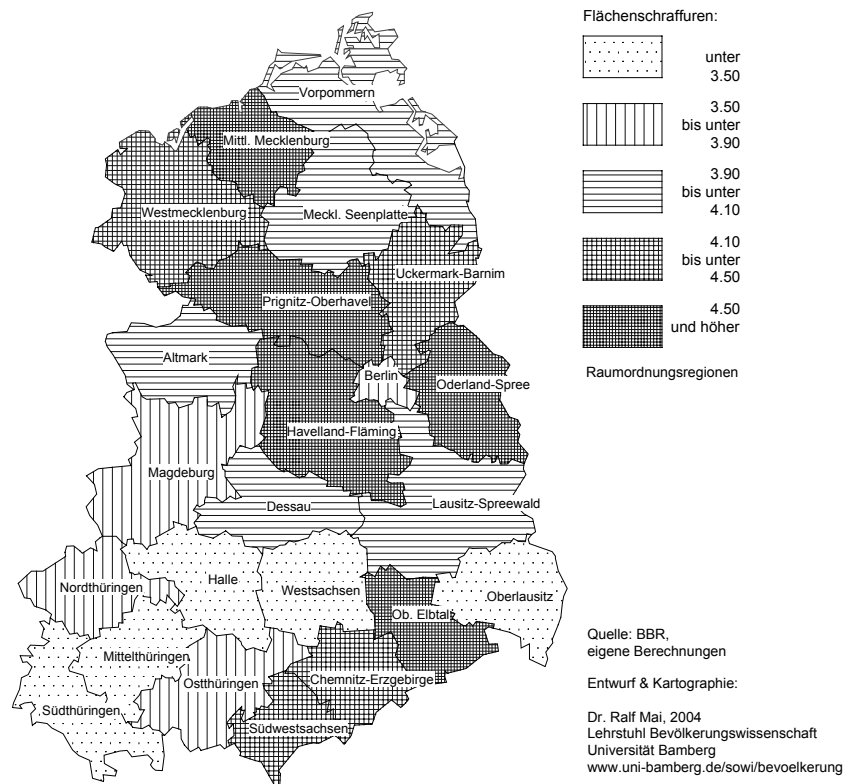 Flächenschraffuren:
unter
3.50
3.50
bis unter
3.90
3.90
bis unter
4.10
4.10
bis unter
4.50
4.50
und höher
Raumordnungsregionen
Vorpommern
Mittl. Mecklenburg
Westmecklenburg
Meckl. Seenplatte
Uckermark-Barnim
Prignitz-Oberhavel
Altmark
Berlin
Oderland-Spree
Havelland-Fläming
Magdeburg
Dessau
Lausitz-Spreewald
Nordthüringen
Halle
Westsachsen
Oberlausitz
Ob. Elbtal
Mittelthüringen
Ostthüringen
Chemnitz-Erzgebirge
Südthüringen
Südwestsachsen
Quelle: BBR,
eigene Berechnungen
Entwurf & Kartographie:
Dr. Ralf Mai, 2004
Lehrstuhl Bevölkerungswissenschaft
Universität Bamberg
www.uni-bamberg.de/sowi/bevoelkerung